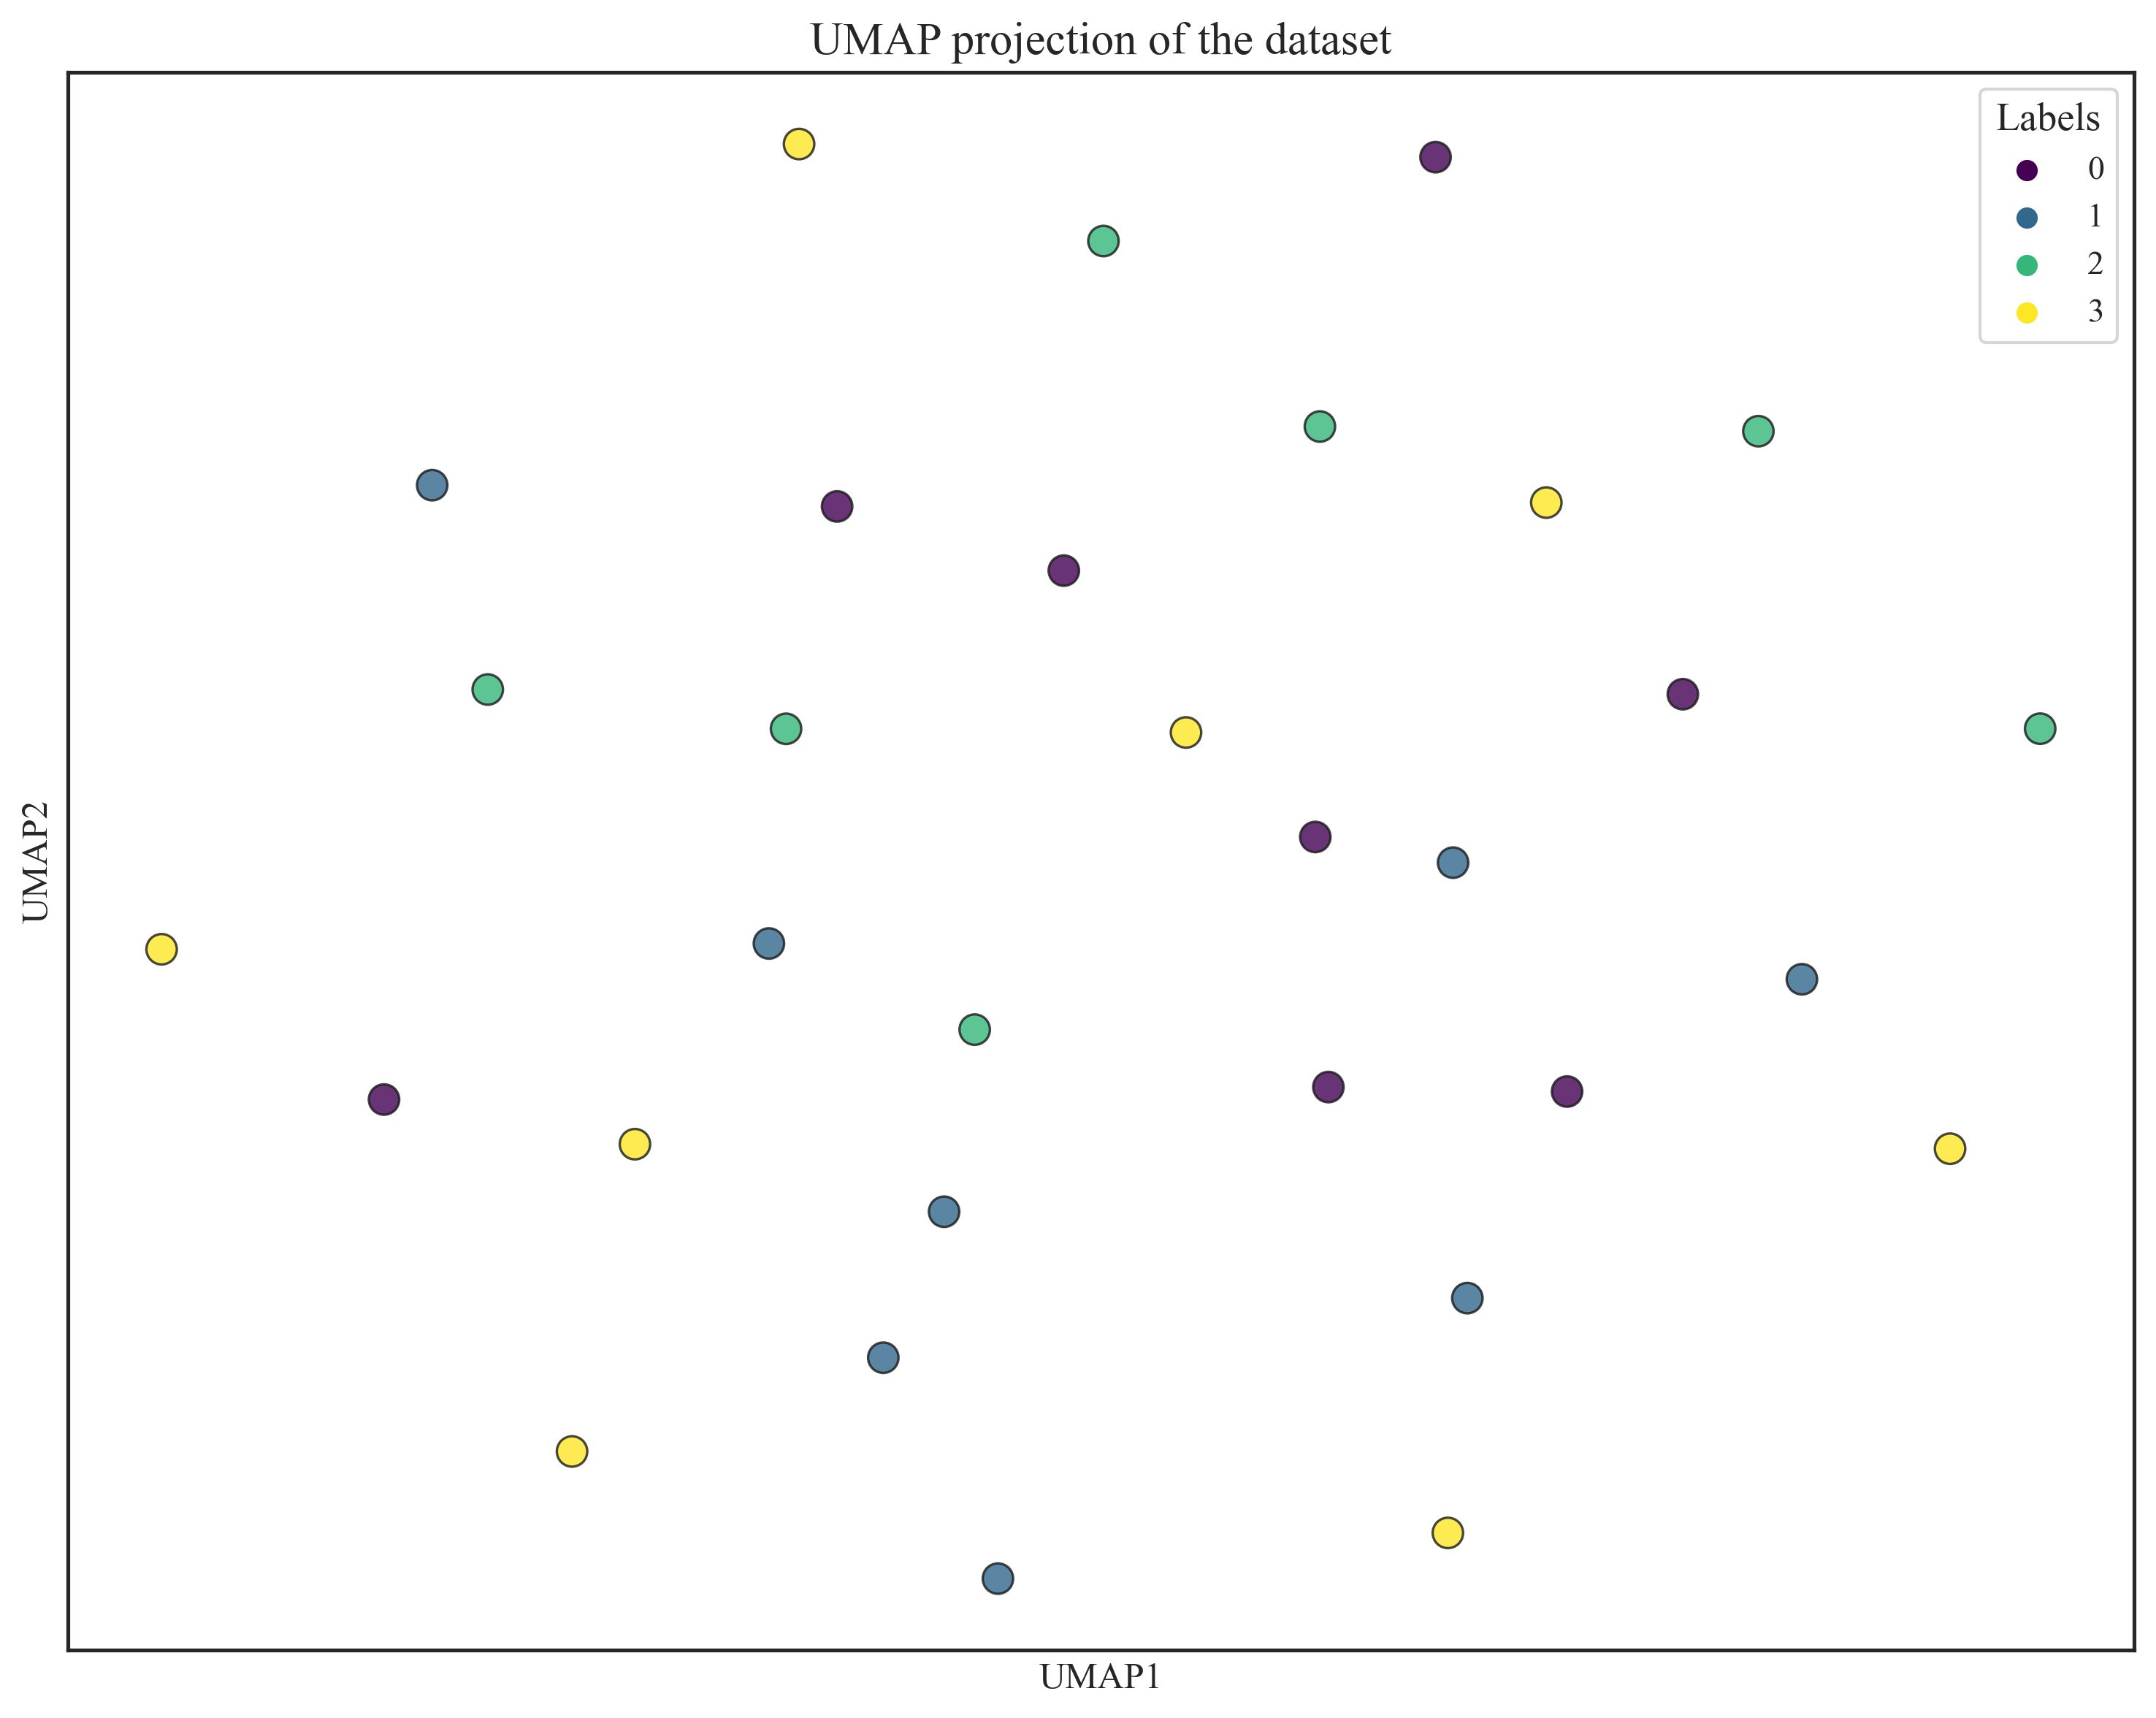 UMAP projection of the dataset
Labels
0
1
2
3
UMAP2
UMAP1